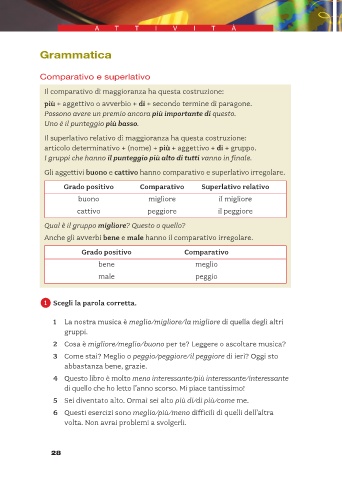 ATTIVITÀ
Grammatica
Comparativo e superlativo
Il comparativo di maggioranza ha questa costruzione:
più + aggettivo o avverbio + di + secondo termine di paragone.
Possono avere un premio ancora più importante di questo.
Uno è il punteggio più basso.
Il superlativo relativo di maggioranza ha questa costruzione:
articolo determinativo + (nome) + più + aggettivo + di + gruppo.
I gruppi che hanno il punteggio più alto di tutti vanno in finale.
Gli aggettivi buono e cattivo hanno comparativo e superlativo irregolare.
Grado positivo Comparativo Superlativo relativo
buono migliore il migliore
cattivo peggiore il peggiore
Qual è il gruppo migliore? Questo o quello?
Anche gli avverbi bene e male hanno il comparativo irregolare.
Grado positivo Comparativo
bene meglio
male peggio
1 Scegli la parola corretta.
1 La nostra musica è meglio/migliore/la migliore di quella degli altri
gruppi.
2 Cosa è migliore/meglio/buono per te? Leggere o ascoltare musica?
3 Come stai? Meglio o peggio/peggiore/il peggiore di ieri? Oggi sto
abbastanza bene, grazie.
4 Questo libro è molto meno interessante/più interessante/interessante
di quello che ho letto l'anno scorso. Mi piace tantissimo!
5 Sei diventato alto. Ormai sei alto più di/di più/come me.
6 Questi esercizi sono meglio/più/meno difficili di quelli dell'altra
volta. Non avrai problemi a svolgerli.
28